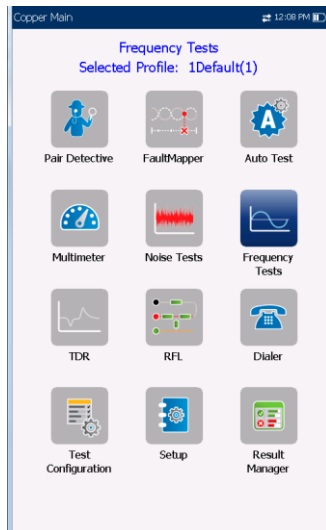 Copper Main 12:08 PM
Frequency Tests
Selected Profile: 1Default(1)
Pair Detective FaultMapper Auto Test
Multimeter Noise Tests Frequency
Tests
TDR RFL Dialer
Test
Configuration Setup Result
Manager